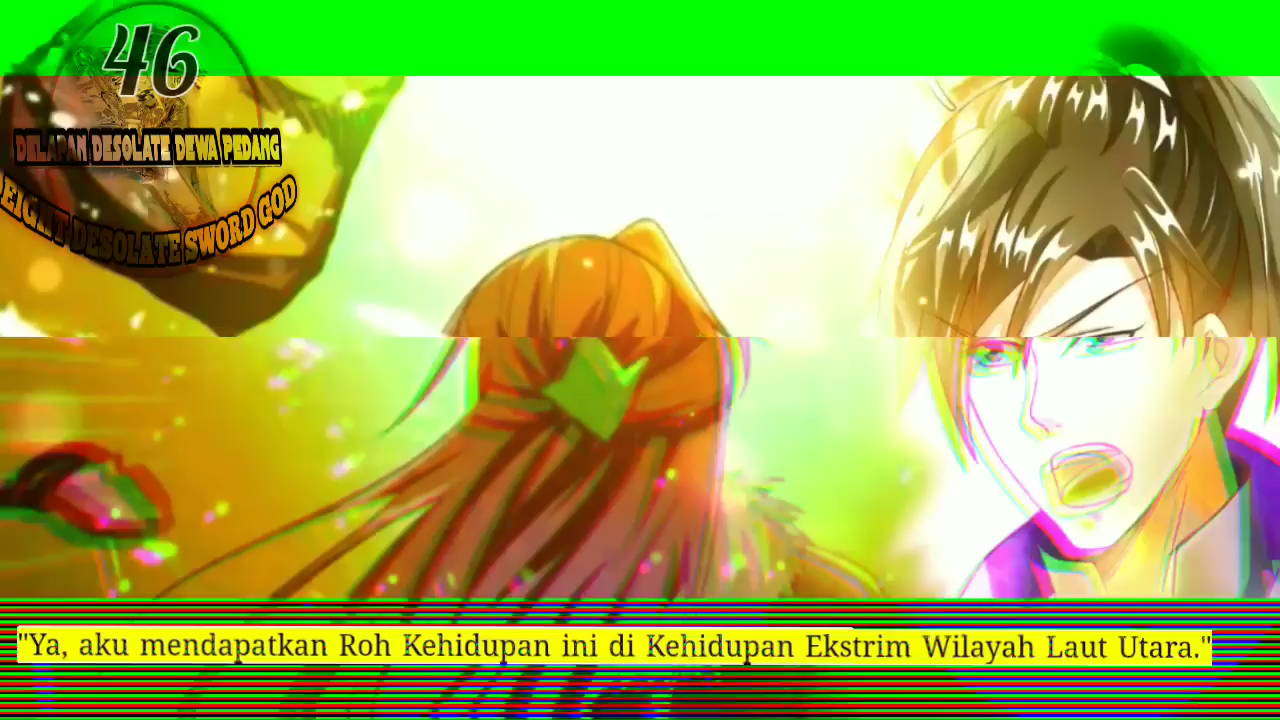 46
DELAPAN DESOLATE DEWA PEDANG
EIGHT DESOLATE SWORD GOD
"Ya, aku mendapatkan Roh Kehidupan ini di Kehidupan Ekstrim Wilayah Laut Utara."